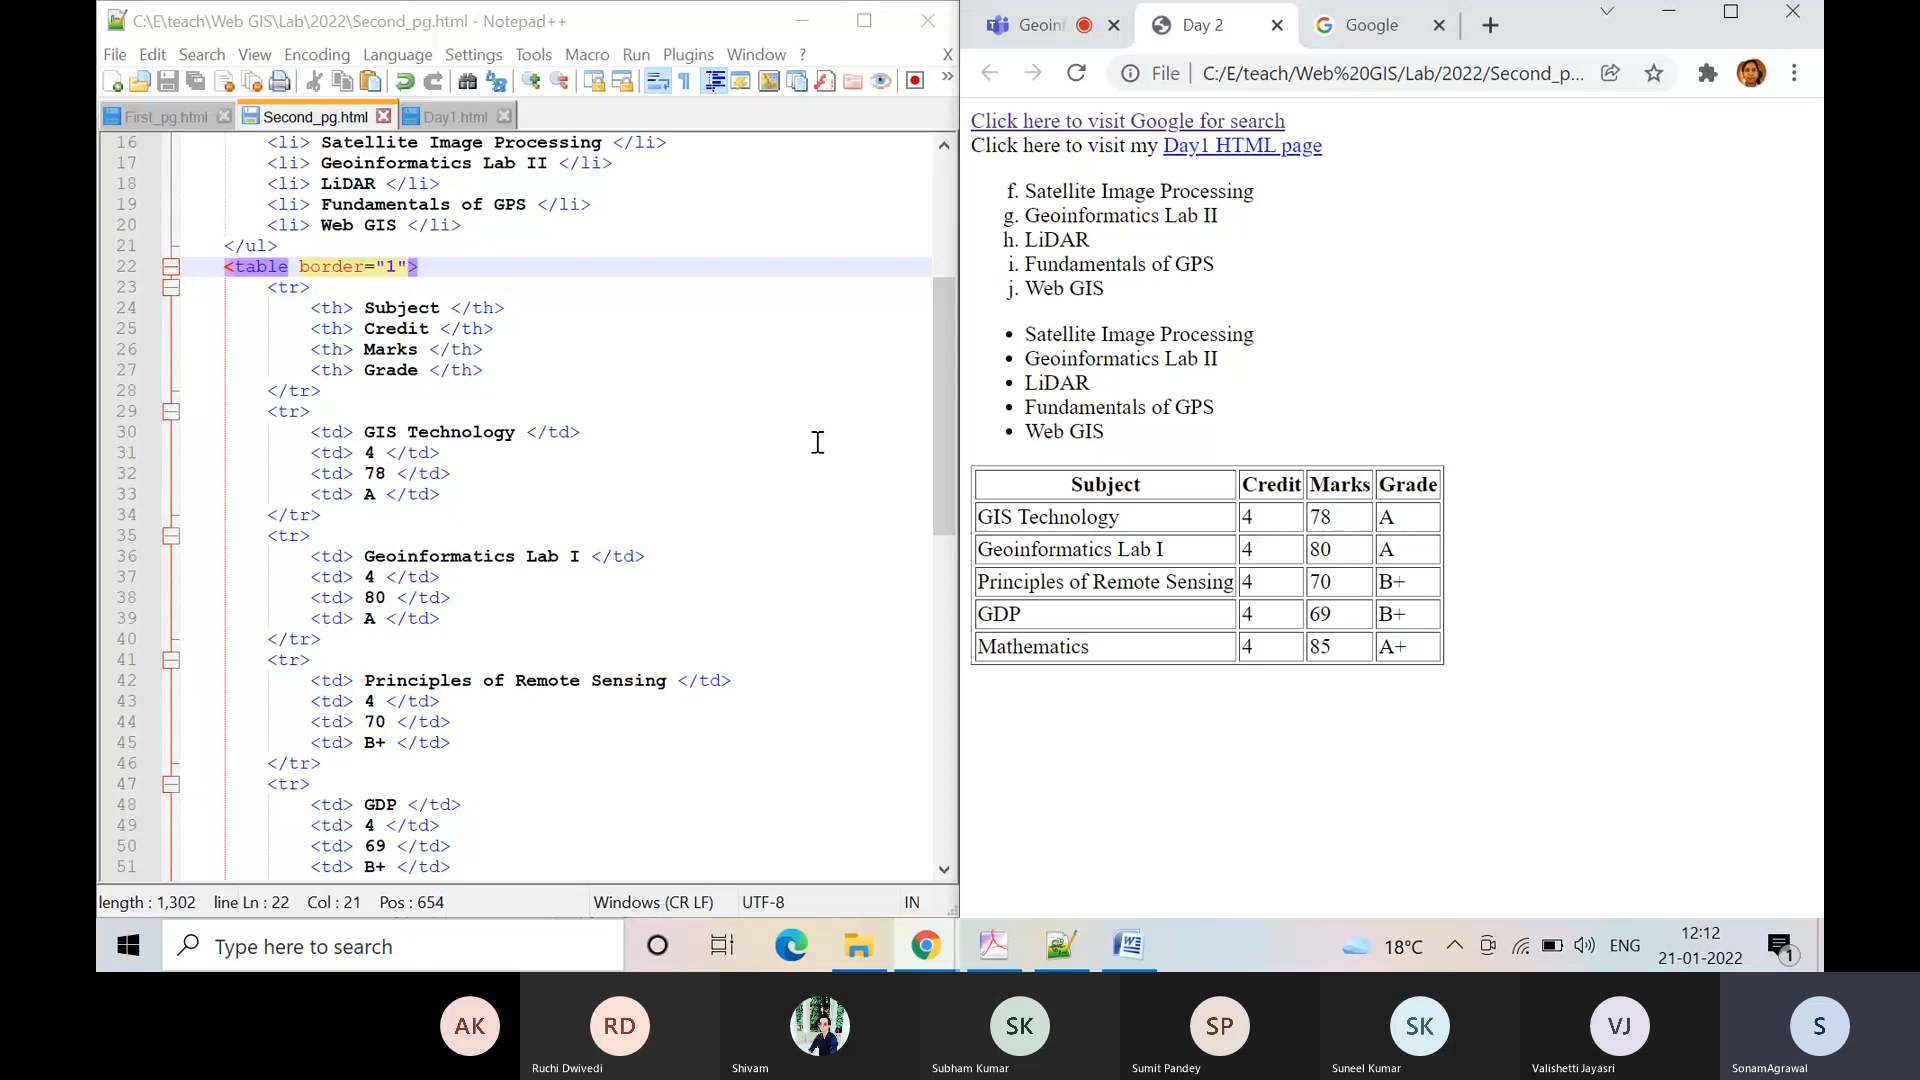 C:\E\teach\Web GIS\Lab\2022\Second_pg.html - Notepad++
File Edit Search View Encoding Language Settings Tools Macro Run Plugins Window ? X
First_pg.html Second_pg.html Day1.html
16 <li> Satellite Image Processing </li>
17 <li> Geoinformatics Lab II </li>
18 <li> LiDAR </li>
19 <li> Fundamentals of GPS </li>
20 <li> Web GIS </li>
21 </ul>
22 <table border="1">
23 <tr>
24 <th> Subject </th>
25 <th> Credit </th>
26 <th> Marks </th>
27 <th> Grade </th>
28 </tr>
29 <tr>
30 <td> GIS Technology </td>
31 <td> 4 </td>
32 <td> 78 </td>
33 <td> A </td>
34 </tr>
35 <tr>
36 <td> Geoinformatics Lab I </td>
37 <td> 4 </td>
38 <td> 80 </td>
39 <td> A </td>
40 </tr>
41 <tr>
42 <td> Principles of Remote Sensing </td>
43 <td> 4 </td>
44 <td> 70 </td>
45 <td> B+ </td>
46 </tr>
47 <tr>
48 <td> GDP </td>
49 <td> 4 </td>
50 <td> 69 </td>
51 <td> B+ </td>
length : 1,302 line Ln : 22 Col : 21 Pos : 654 Windows (CR LF) UTF-8 IN
Geoinf Day 2 Google
File C:/E/teach/Web%20GIS/Lab/2022/Second_p...
Click here to visit Google for search
Click here to visit my Day1 HTML page
f. Satellite Image Processing
g. Geoinformatics Lab II
h. LiDAR
i. Fundamentals of GPS
j. Web GIS
• Satellite Image Processing
• Geoinformatics Lab II
• LiDAR
• Fundamentals of GPS
• Web GIS
Subject Credit Marks Grade
GIS Technology 4 78 A
Geoinformatics Lab I 4 80 A
Principles of Remote Sensing 4 70 B+
GDP 4 69 B+
Mathematics 4 85 A+
Type here to search
18°C ENG 12:12
21-01-2022 1
AK RD SK SP SK VJ S
Ruchi Dwivedi Shivam Subham Kumar Sumit Pandey Suneel Kumar Valishetti Jayasri SonamAgrawal